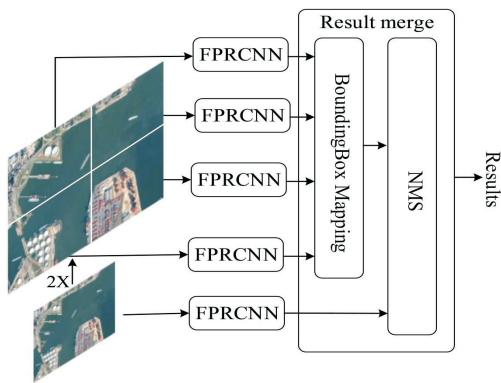 Result merge
FPRCNN
FPRCNN
FPRCNN
FPRCNN
FPRCNN
2X
BoundingBox Mapping
NMS
Results